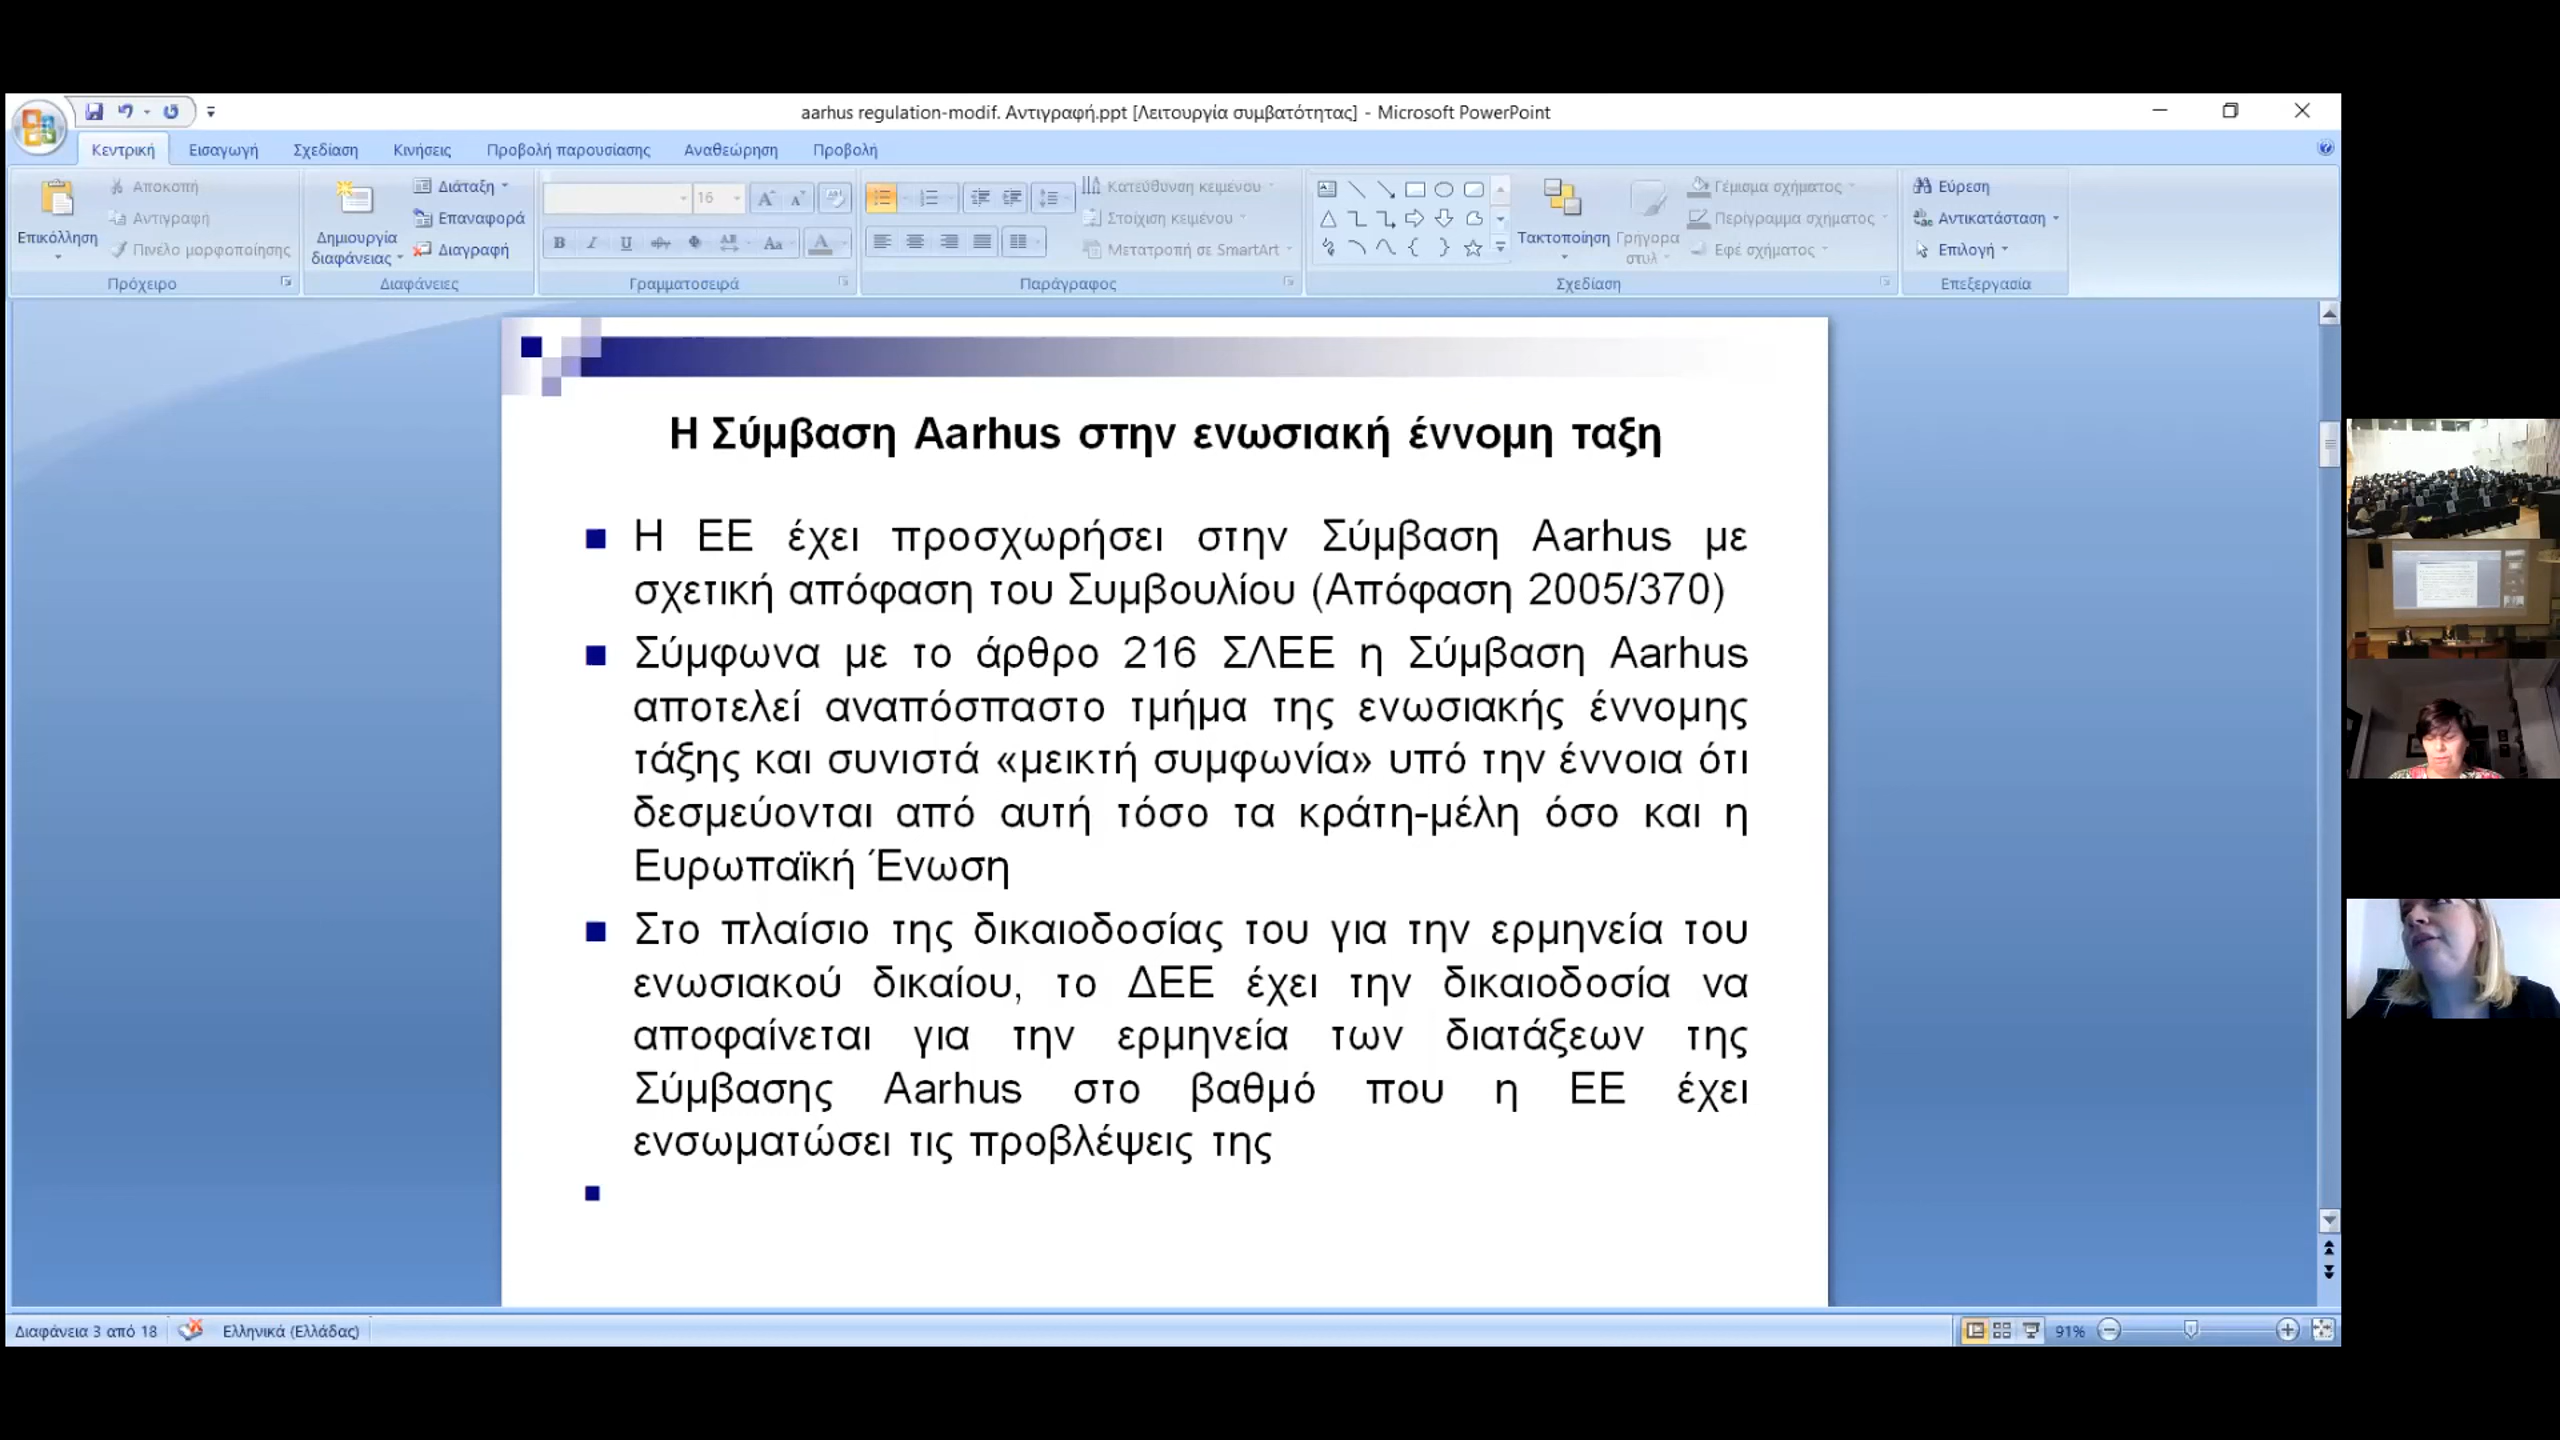 aarhus regulation-modif. Αντιγραφή.ppt [Λειτουργία συμβατότητας] - Microsoft PowerPoint
Κεντρική Εισαγωγή Σχεδίαση Κινήσεις Προβολή παρουσίασης Αναθεώρηση Προβολή
Επικόλληση
Αποκοπή
Αντιγραφή
Πινέλο μορφοποίησης
Πρόχειρο
Δημιουργία
διαφάνειας
Διάταξη
Επαναφορά
Διαγραφή
Διαφάνειες
16
Γραμματοσειρά
Κατεύθυνση κειμένου
Στοίχιση κειμένου
Μετατροπή σε SmartArt
Παράγραφος
Τακτοποίηση
Γρήγορα
στυλ
Γέμισμα σχήματος
Περίγραμμα σχήματος
Εφέ σχήματος
Σχεδίαση
Εύρεση
Αντικατάσταση
Επιλογή
Επεξεργασία
Η Σύμβαση Aarhus στην ενωσιακή έννομη ταξη
Η ΕΕ έχει προσχωρήσει στην Σύμβαση Aarhus με
σχετική απόφαση του Συμβουλίου (Απόφαση 2005/370)
Σύμφωνα με το άρθρο 216 ΣΛΕΕ η Σύμβαση Aarhus
αποτελεί αναπόσπαστο τμήμα της ενωσιακής έννομης
τάξης και συνιστά «μεικτή συμφωνία» υπό την έννοια ότι
δεσμεύονται από αυτή τόσο τα κράτη-μέλη όσο και η
Ευρωπαϊκή Ένωση
Στο πλαίσιο της δικαιοδοσίας του για την ερμηνεία του
ενωσιακού δικαίου, το ΔΕΕ έχει την δικαιοδοσία να
αποφαίνεται για την ερμηνεία των διατάξεων της
Σύμβασης Aarhus στο βαθμό που η ΕΕ έχει
ενσωματώσει τις προβλέψεις της
Διαφάνεια 3 από 18 Ελληνικά (Ελλάδας) 91%